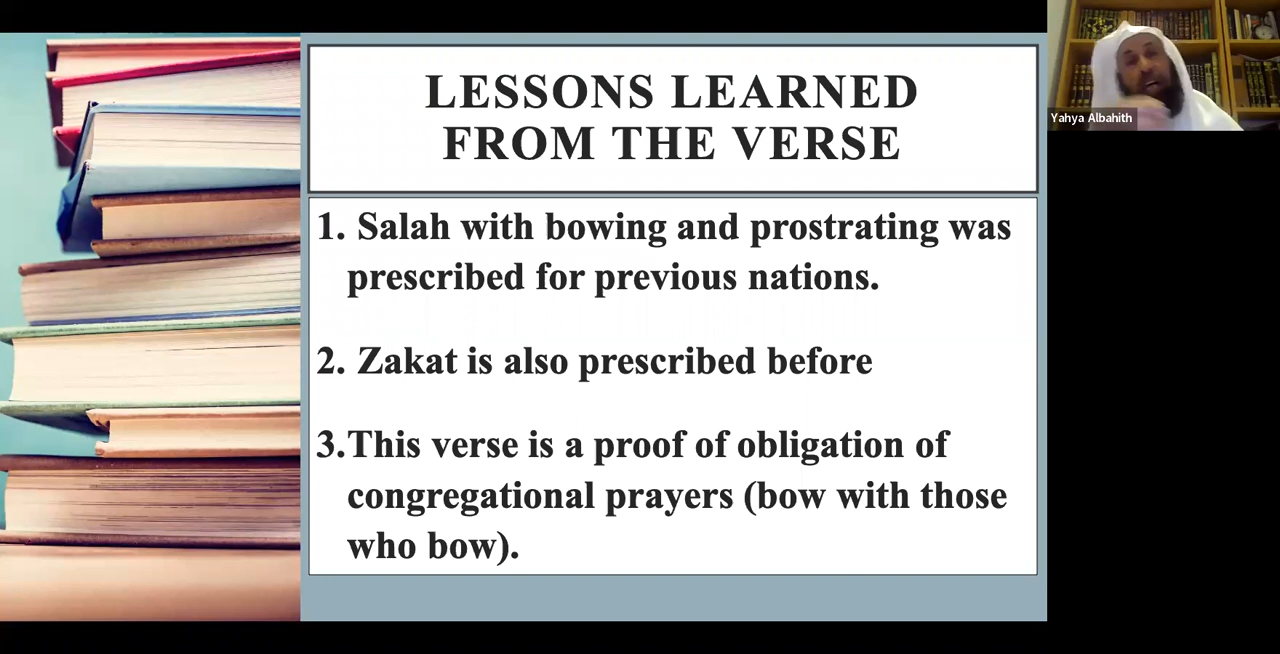 LESSONS LEARNED
FROM THE VERSE
1. Salah with bowing and prostrating was
prescribed for previous nations.
2. Zakat is also prescribed before
3.This verse is a proof of obligation of
congregational prayers (bow with those
who bow).
Yahya Albahith